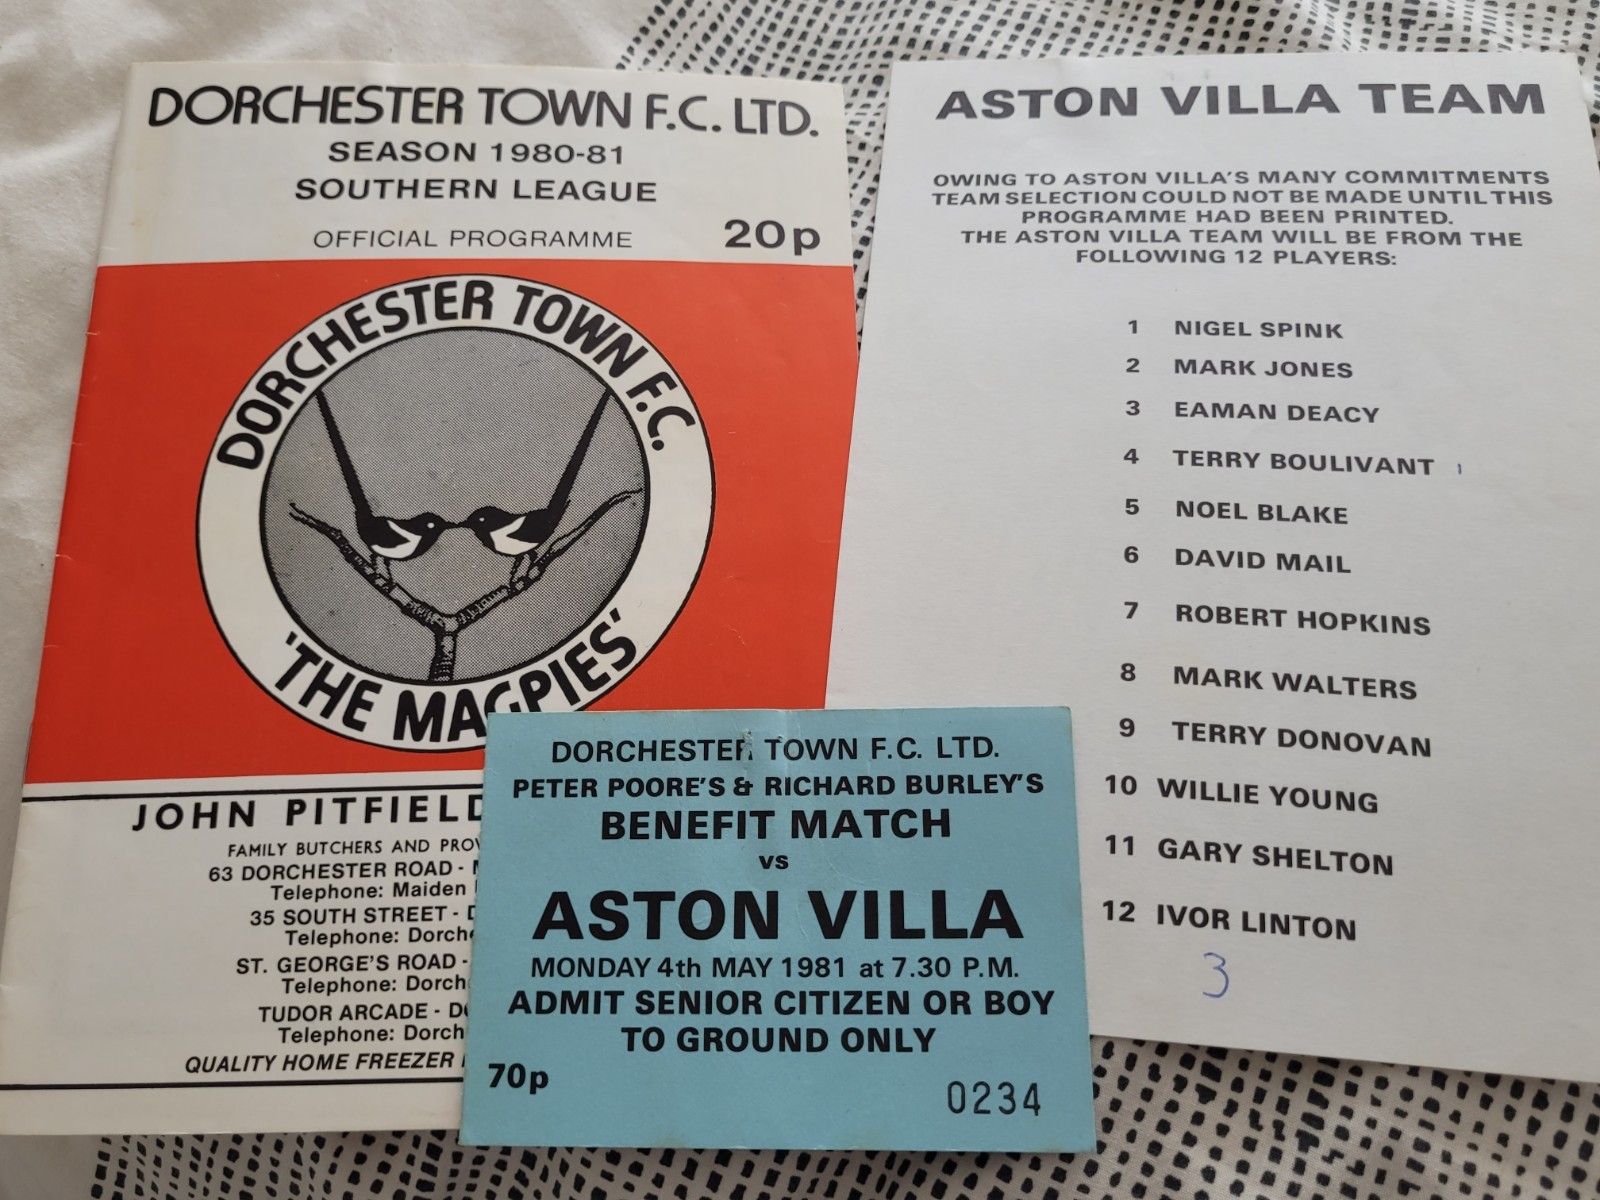 DORCHESTER TOWN F.C. LTD.
SEASON 1980-81
SOUTHERN LEAGUE
OFFICIAL PROGRAMME 20p
DORCHESTER TOWN F.C.
'THE MAGPIES'
JOHN PITFIELD
FAMILY BUTCHERS AND
63 DORCHESTER ROAD -
Telephone: Maiden
35 SOUTH STREET -
Telephone:
ST. GEORGE'S ROAD -
Telephone:
TUDOR ARCADE -
Telephone:
QUALITY HOME FREEZER
DORCHESTER TOWN F.C. LTD.
PETER POORE'S & RICHARD BURLEY'S
BENEFIT MATCH
vs
ASTON VILLA
MONDAY 4th MAY 1981 at 7.30 P.M.
ADMIT SENIOR CITIZEN OR BOY
TO GROUND ONLY
70p
0234
ASTON VILLA TEAM
OWING TO ASTON VILLA'S MANY COMMITMENTS
TEAM SELECTION COULD NOT BE MADE UNTIL THIS
PROGRAMME HAD BEEN PRINTED.
THE ASTON VILLA TEAM WILL BE FROM THE
FOLLOWING 12 PLAYERS:
1 NIGEL SPINK
2 MARK JONES
3 EAMAN DEACY
4 TERRY BOULIVANT
5 NOEL BLAKE
6 DAVID MAIL
7 ROBERT HOPKINS
8 MARK WALTERS
9 TERRY DONOVAN
10 WILLIE YOUNG
11 GARY SHELTON
12 IVOR LINTON
3